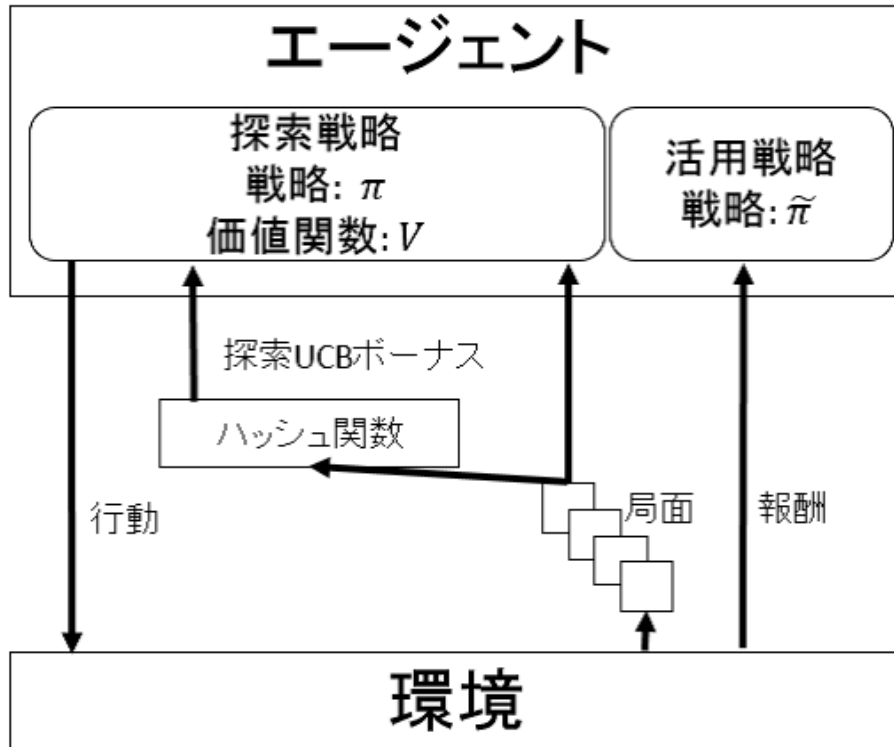 エージェント
探索戦略
戦略: π
価値関数: V
活用戦略
戦略: π̃
探索UCBボーナス
ハッシュ関数
行動
局面
報酬
環境